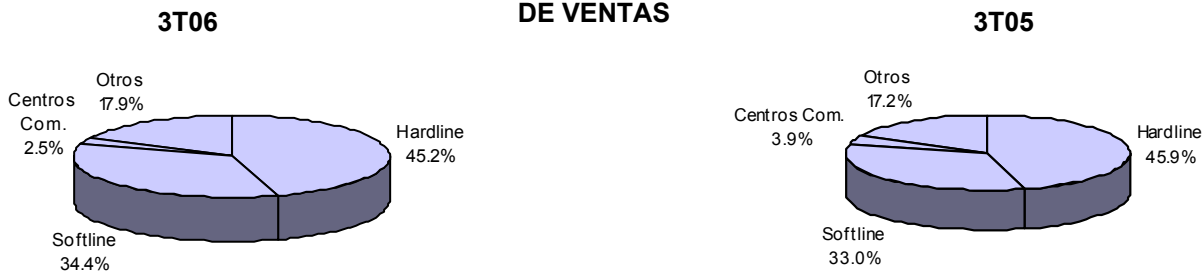 DE VENTAS
3T06
Otros
17.9%
Centros
Com.
2.5%
Hardline
45.2%
Softline
34.4%
3T05
Otros
17.2%
Centros Com.
3.9%
Hardline
45.9%
Softline
33.0%